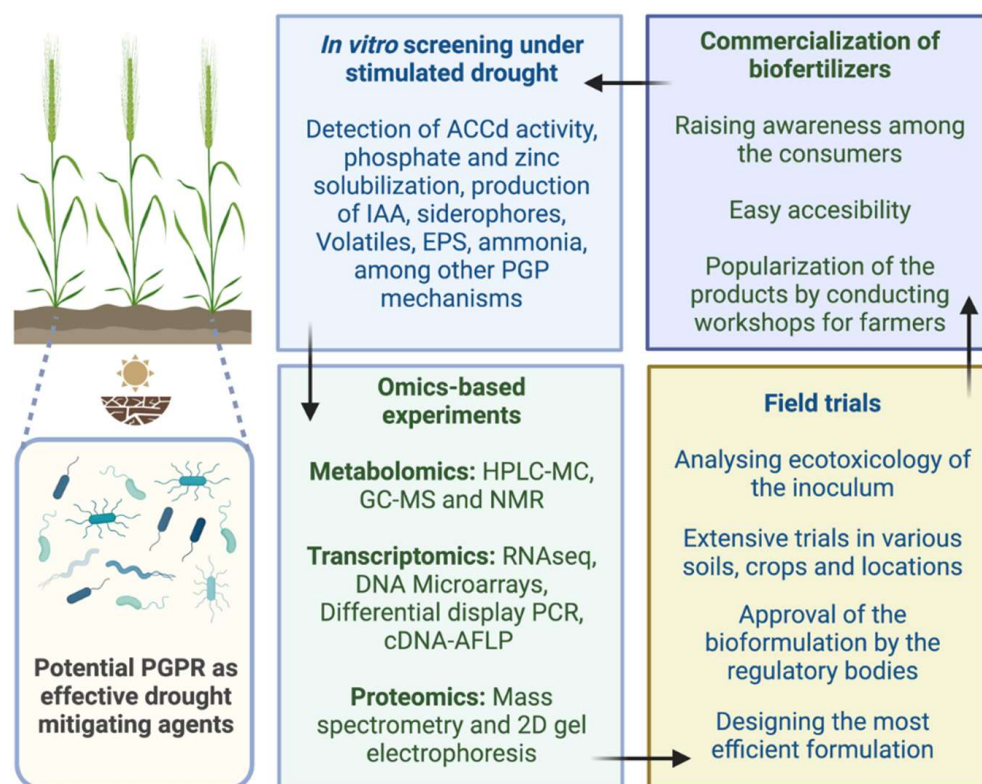 In vitro screening under
stimulated drought
Detection of ACCd activity,
phosphate and zinc
solubilization, production
of IAA, siderophores,
Volatiles, EPS, ammonia,
among other PGP
mechanisms
Commercialization of
biofertilizers
Raising awareness among
the consumers
Easy accesibility
Popularization of the
products by conducting
workshops for farmers
Potential PGPR as
effective drought
mitigating agents
Omics-based
experiments
Metabolomics: HPLC-MC,
GC-MS and NMR
Transcriptomics: RNAseq,
DNA Microarrays,
Differential display PCR,
cDNA-AFLP
Proteomics: Mass
spectrometry and 2D gel
electrophoresis
Field trials
Analysing ecotoxicology of
the inoculum
Extensive trials in various
soils, crops and locations
Approval of the
bioformulation by the
regulatory bodies
Designing the most
efficient formulation